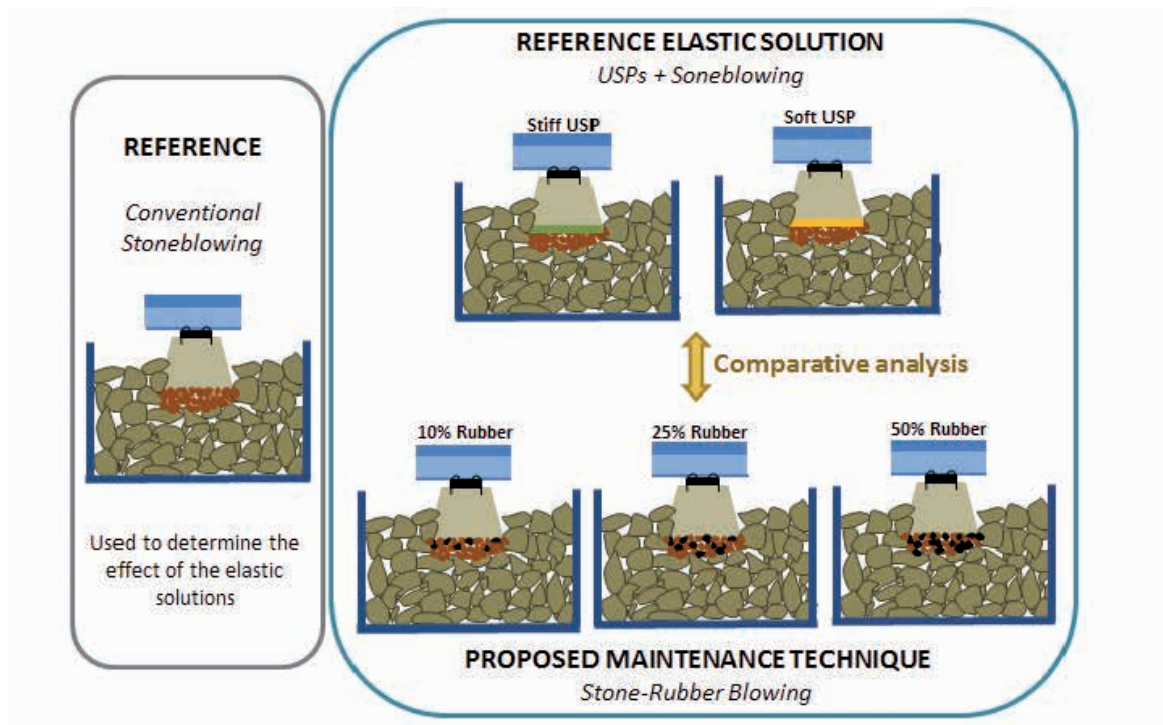 REFERENCE
Conventional
Stoneblowing
Used to determine the
effect of the elastic
solutions
REFERENCE ELASTIC SOLUTION
USPs + Soneblowing
Stiff USP
Soft USP
Comparative analysis
10% Rubber
25% Rubber
50% Rubber
PROPOSED MAINTENANCE TECHNIQUE
Stone-Rubber Blowing